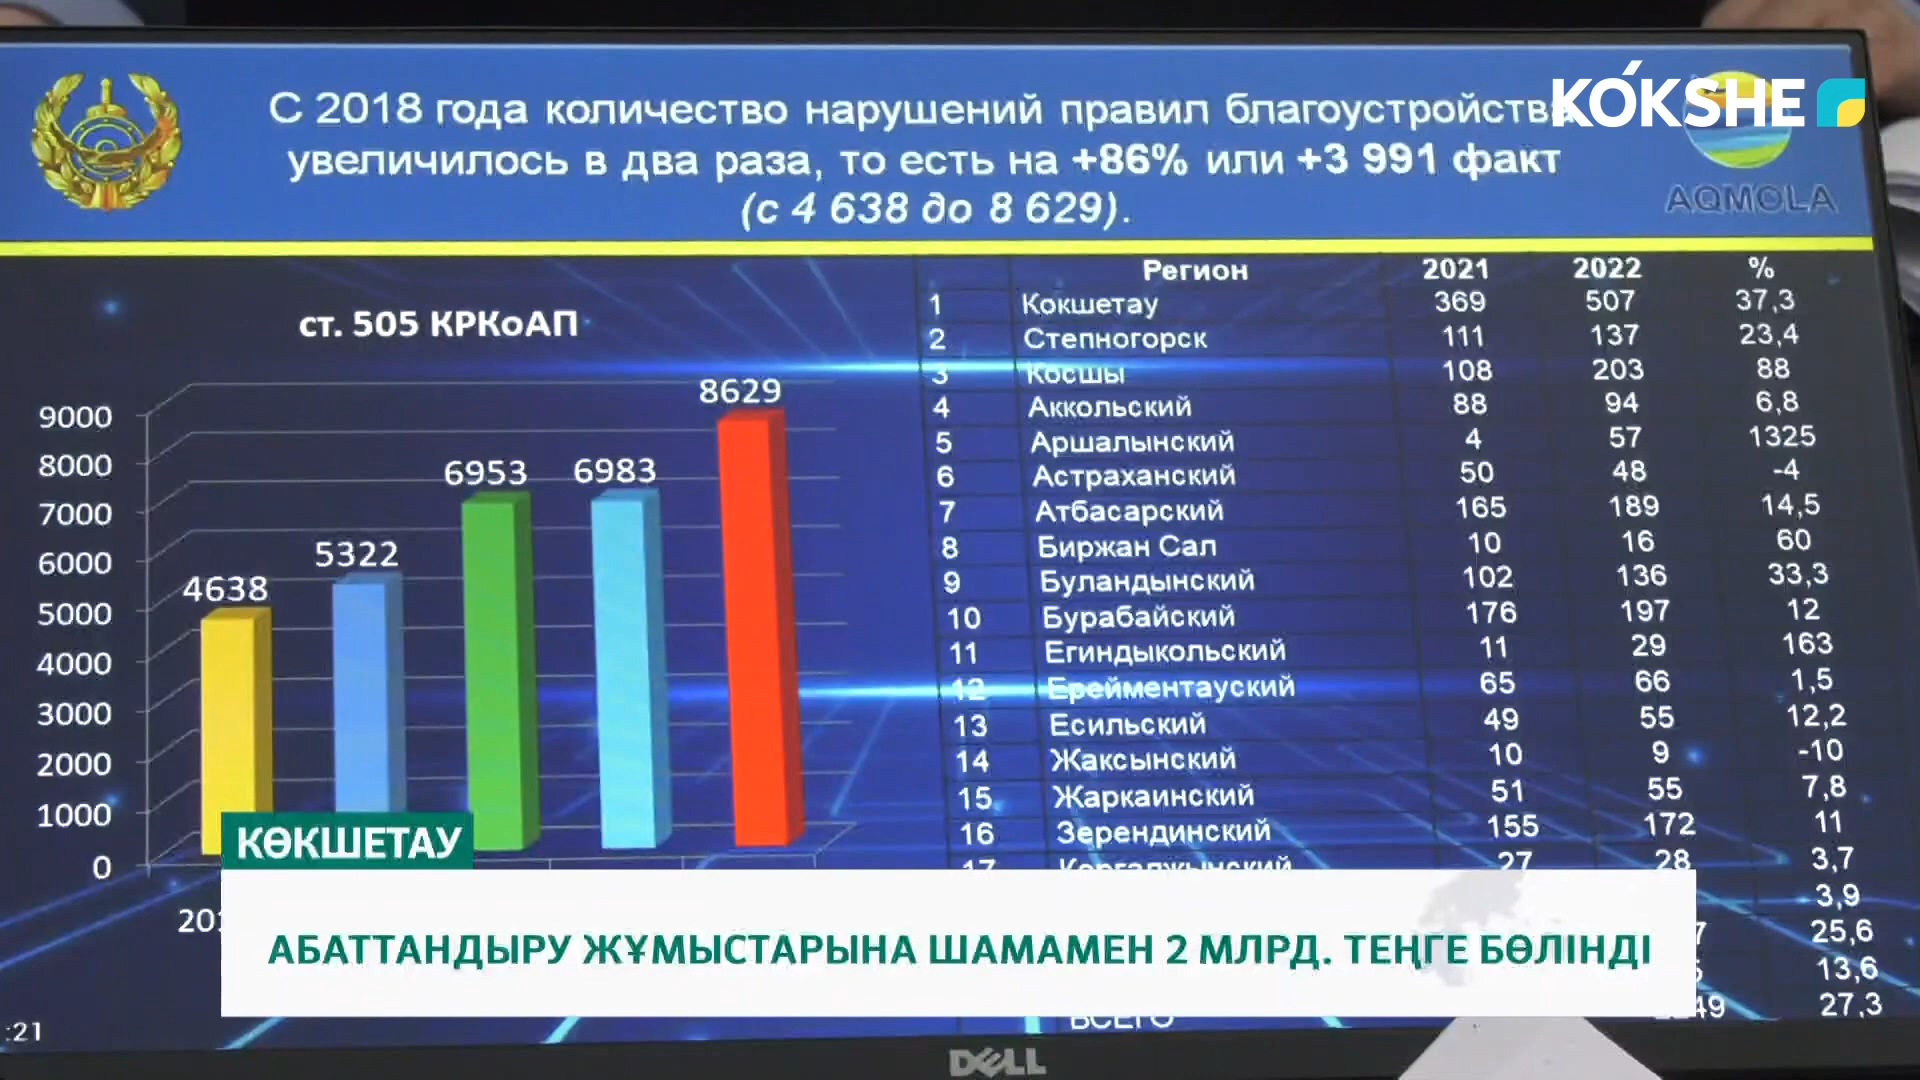 С 2018 года количество нарушений правил благоустройства
увеличилось в два раза, то есть на +86% или +3 991 факт
(с 4 638 до 8 629).
KÓKSHE
AQMOLA
ст. 505 КРКоАП
9000
8000
7000
6000
5000
4000
3000
2000
1000
0
4638
5322
6953
6983
8629
Регион 2021 2022 %
1 Кокшетау 369 507 37,3
2 Степногорск 111 137 23,4
3 Косшы 108 203 88
4 Аккольский 88 94 6,8
5 Аршалынский 4 57 1325
6 Астраханский 50 48 -4
7 Атбасарский 165 189 14,5
8 Биржан Сал 10 16 60
9 Буландынский 102 136 33,3
10 Бурабайский 176 197 12
11 Егиндыкольский 11 29 163
12 Ерейментауский 65 66 1,5
13 Есильский 49 55 12,2
14 Жаксынский 10 9 -10
15 Жаркаинский 51 55 7,8
16 Зерендинский 155 172 11
17 Коргалжынский 27 28 3,7
3,9
25,6
13,6
ВСЕГО 27,3
:21
КӨКШЕТАУ
АБАТТАНДЫРУ ЖҰМЫСТАРЫНА ШАМАМЕН 2 МЛРД. ТЕҢГЕ БӨЛІНДІ
DELL